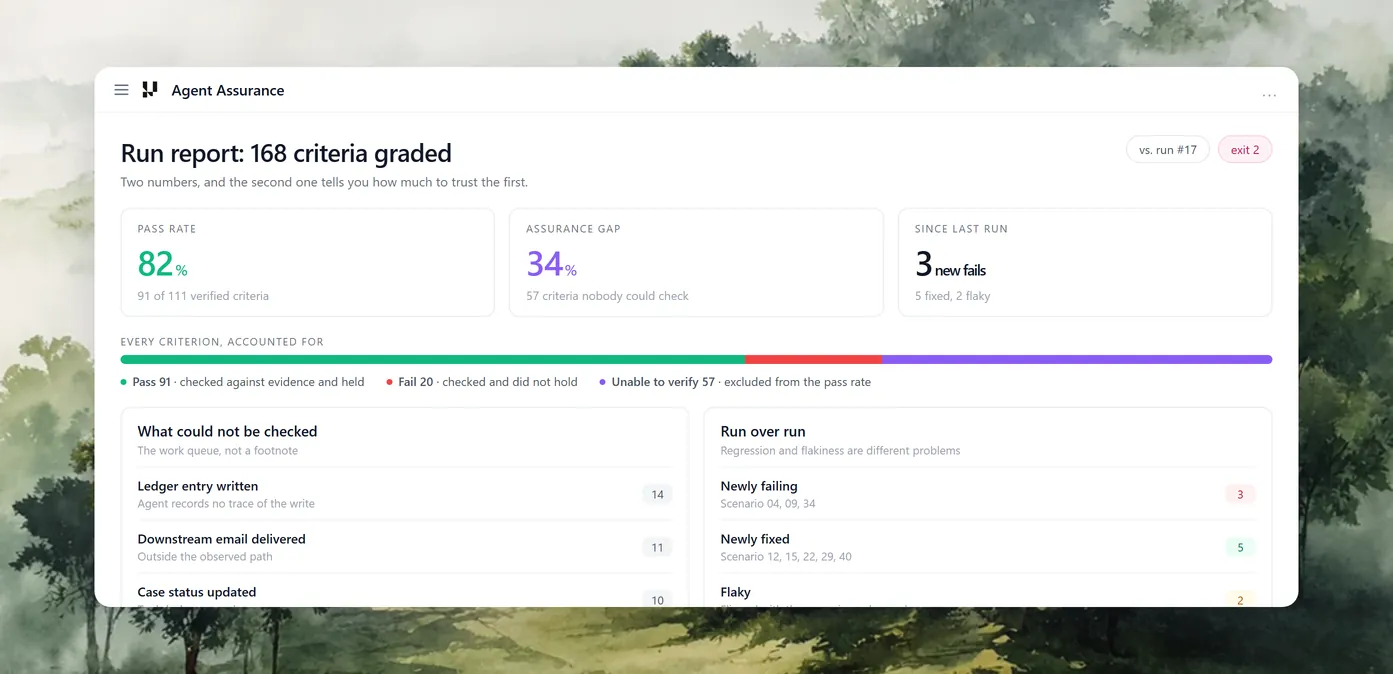 Agent Assurance
...
Run report: 168 criteria graded
vs. run #17
exit 2
Two numbers, and the second one tells you how much to trust the first.
PASS RATE
82%
91 of 111 verified criteria
ASSURANCE GAP
34%
57 criteria nobody could check
SINCE LAST RUN
3 new fails
5 fixed, 2 flaky
EVERY CRITERION, ACCOUNTED FOR
Pass 91 · checked against evidence and held
Fail 20 · checked and did not hold
Unable to verify 57 · excluded from the pass rate
What could not be checked
The work queue, not a footnote
Ledger entry written
14
Agent records no trace of the write
Downstream email delivered
11
Outside the observed path
Case status updated
10
Run over run
Regression and flakiness are different problems
Newly failing
3
Scenario 04, 09, 34
Newly fixed
5
Scenario 12, 15, 22, 29, 40
Flaky
2